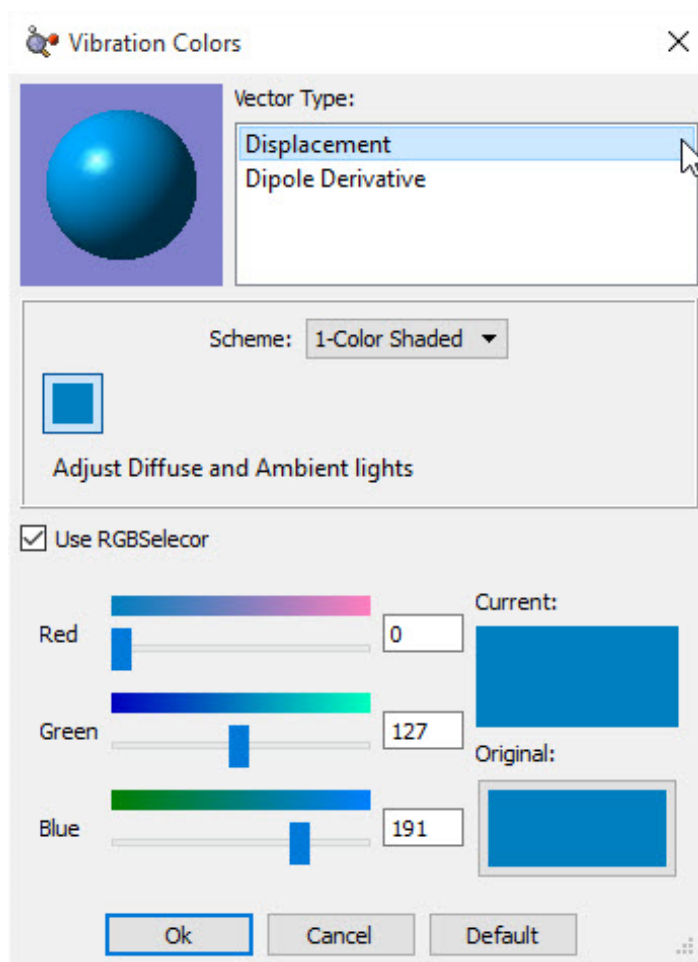 Vibration Colors
Vector Type:
Displacement
Dipole Derivative
Scheme: 1-Color Shaded
Adjust Diffuse and Ambient lights
Use RGBSelecor
Current:
Red 0
Green 127
Original:
Blue 191
Ok Cancel Default